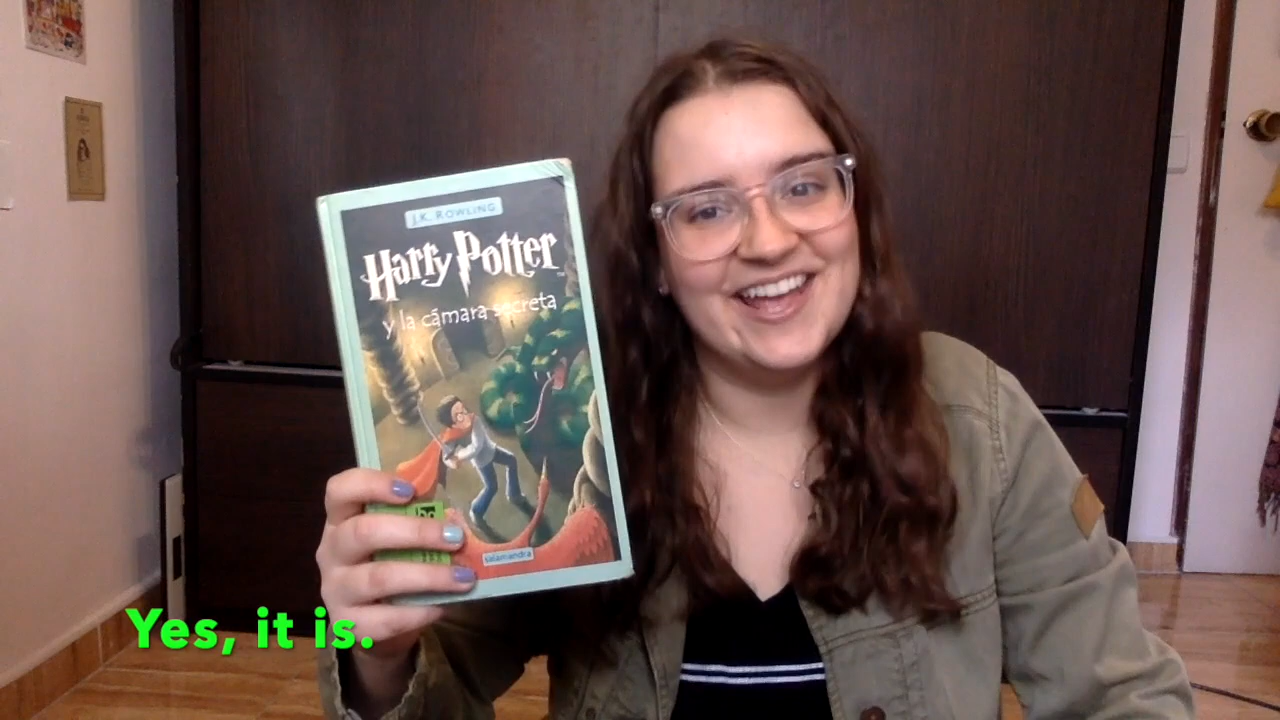 J.K. ROWLING
Harry Potter
y la cámara secreta
salamandra
Yes, it is.